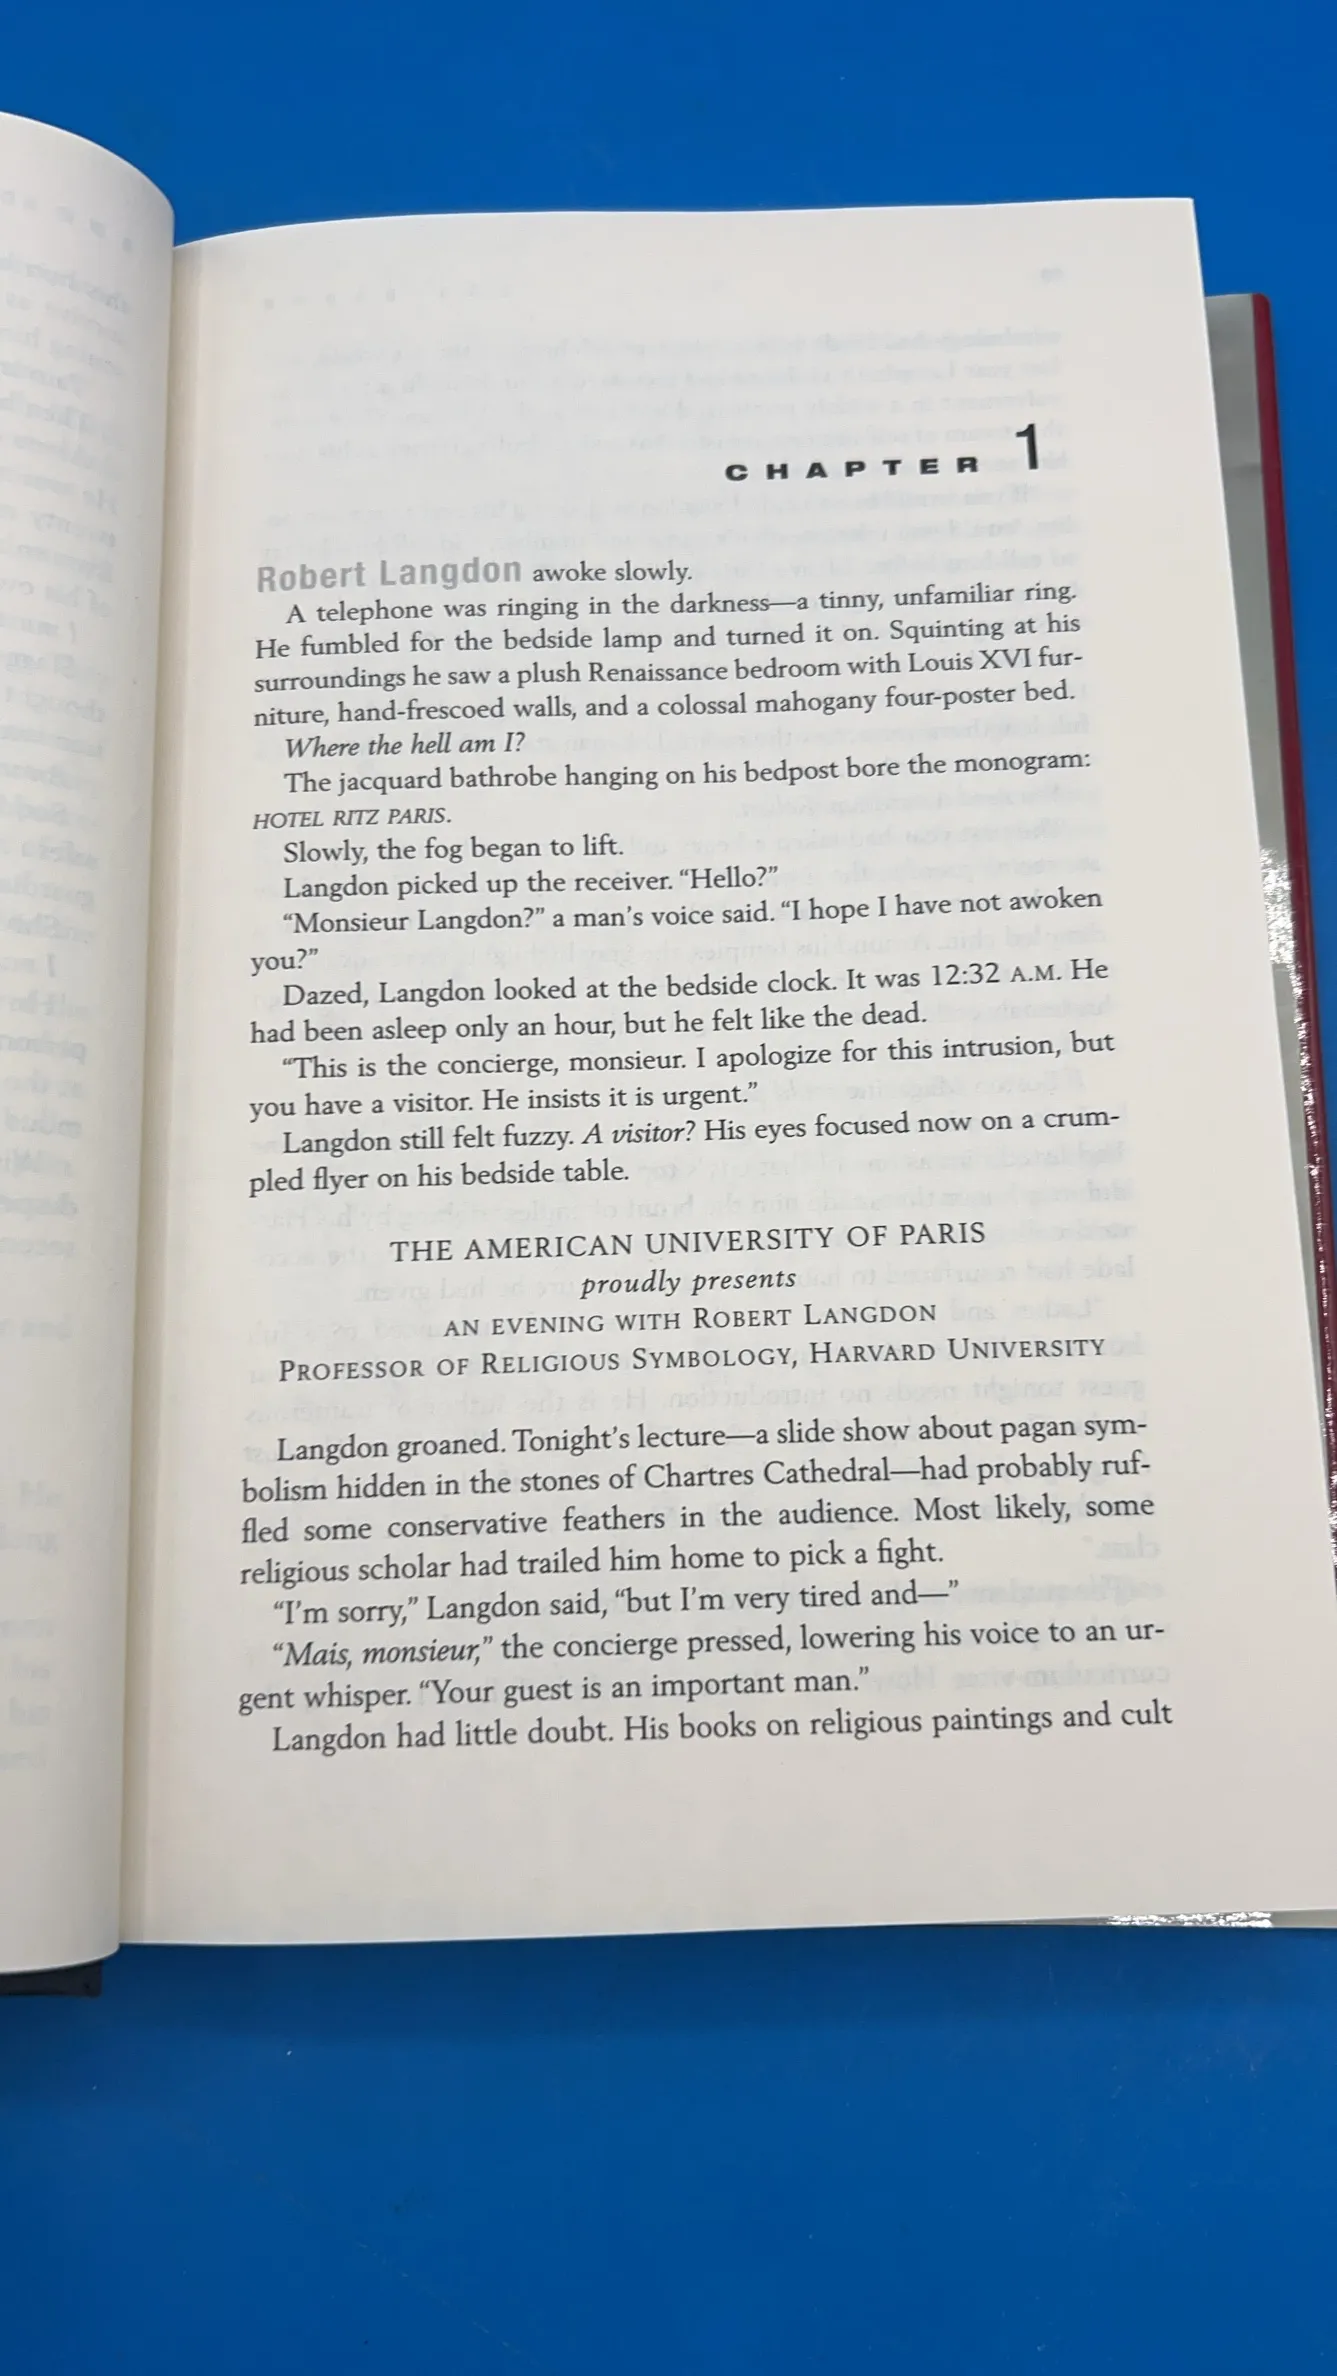 CHAPTER 1
Robert Langdon awoke slowly.
A telephone was ringing in the darkness—a tinny, unfamiliar ring.
He fumbled for the bedside lamp and turned it on. Squinting at his
surroundings he saw a plush Renaissance bedroom with Louis XVI fur-
niture, hand-frescoed walls, and a colossal mahogany four-poster bed.
Where the hell am I?
The jacquard bathrobe hanging on his bedpost bore the monogram:
HOTEL RITZ PARIS.
Slowly, the fog began to lift.
Langdon picked up the receiver. “Hello?”
“Monsieur Langdon?” a man’s voice said. “I hope I have not awoken
you?”
Dazed, Langdon looked at the bedside clock. It was 12:32 A.M. He
had been asleep only an hour, but he felt like the dead.
“This is the concierge, monsieur. I apologize for this intrusion, but
you have a visitor. He insists it is urgent.”
Langdon still felt fuzzy. A visitor? His eyes focused now on a crum-
pled flyer on his bedside table.
THE AMERICAN UNIVERSITY OF PARIS
proudly presents
AN EVENING WITH ROBERT LANGDON
PROFESSOR OF RELIGIOUS SYMBOLOGY, HARVARD UNIVERSITY
Langdon groaned. Tonight’s lecture—a slide show about pagan sym-
bolism hidden in the stones of Chartres Cathedral—had probably ruf-
fled some conservative feathers in the audience. Most likely, some
religious scholar had trailed him home to pick a fight.
“I’m sorry,” Langdon said, “but I’m very tired and—”
“Mais, monsieur,” the concierge pressed, lowering his voice to an ur-
gent whisper. “Your guest is an important man.”
Langdon had little doubt. His books on religious paintings and cult